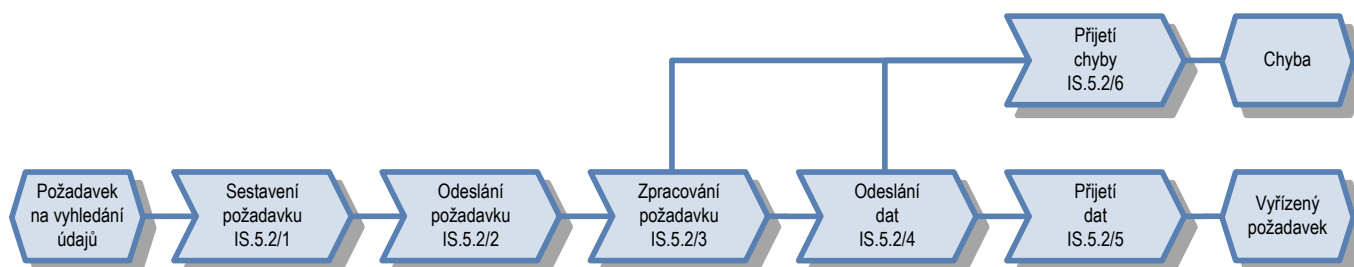 Přijetí
chyby
IS.5.2/6
Chyba
Požadavek
na vyhledání
údajů
Sestavení
požadavku
IS.5.2/1
Odeslání
požadavku
IS.5.2/2
Zpracování
požadavku
IS.5.2/3
Odeslání
dat
IS.5.2/4
Přijetí
dat
IS.5.2/5
Vyřízený
požadavek